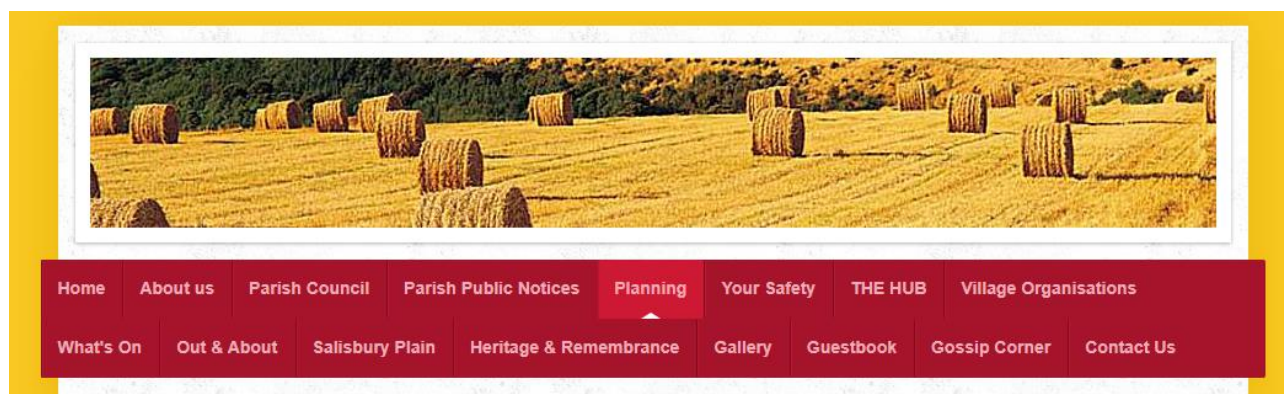 Home About us Parish Council Parish Public Notices Planning Your Safety THE HUB Village Organisations
What's On Out & About Salisbury Plain Heritage & Remembrance Gallery Guestbook Gossip Corner Contact Us